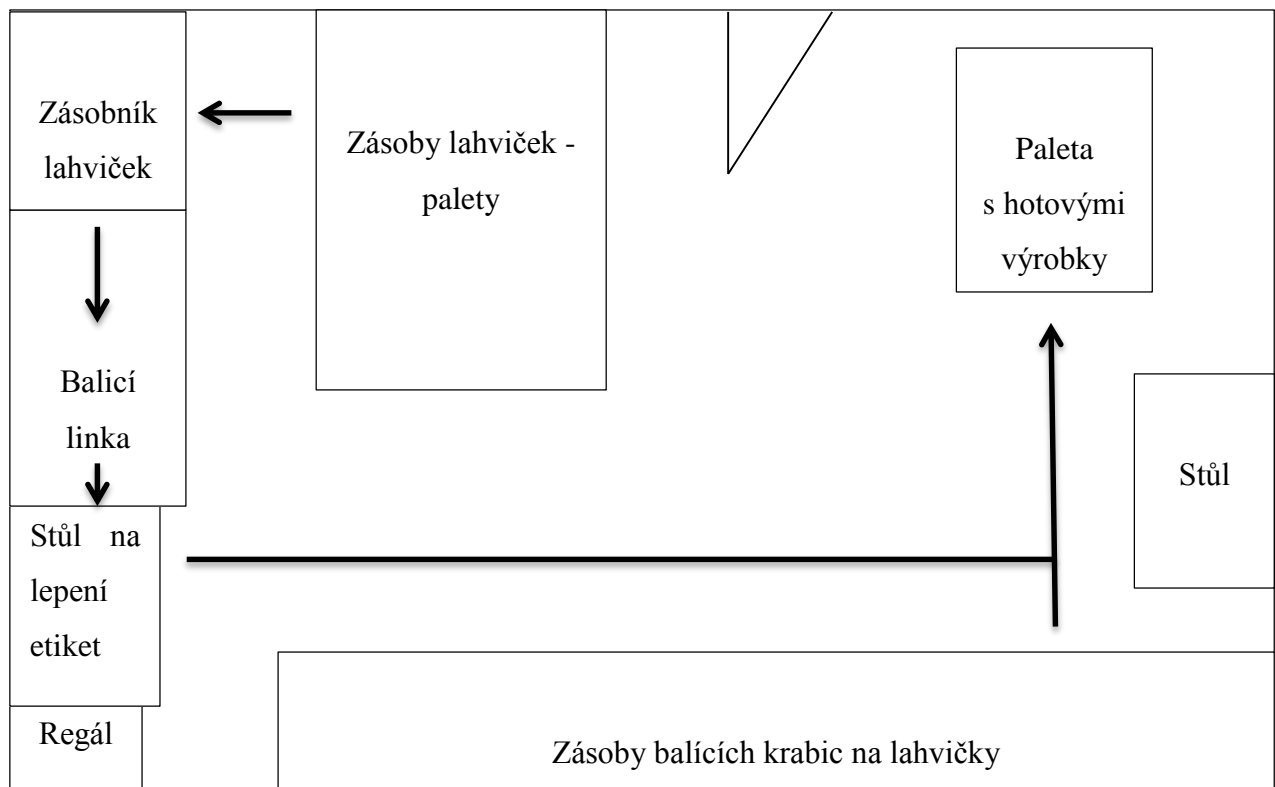 Zásobník
lahviček
Zásoby lahviček -
palety
Paleta
s hotovými
výrobky
Balicí
linka
Stůl
Stůl na
lepení
etiket
Regál
Zásoby balících krabic na lahvičky